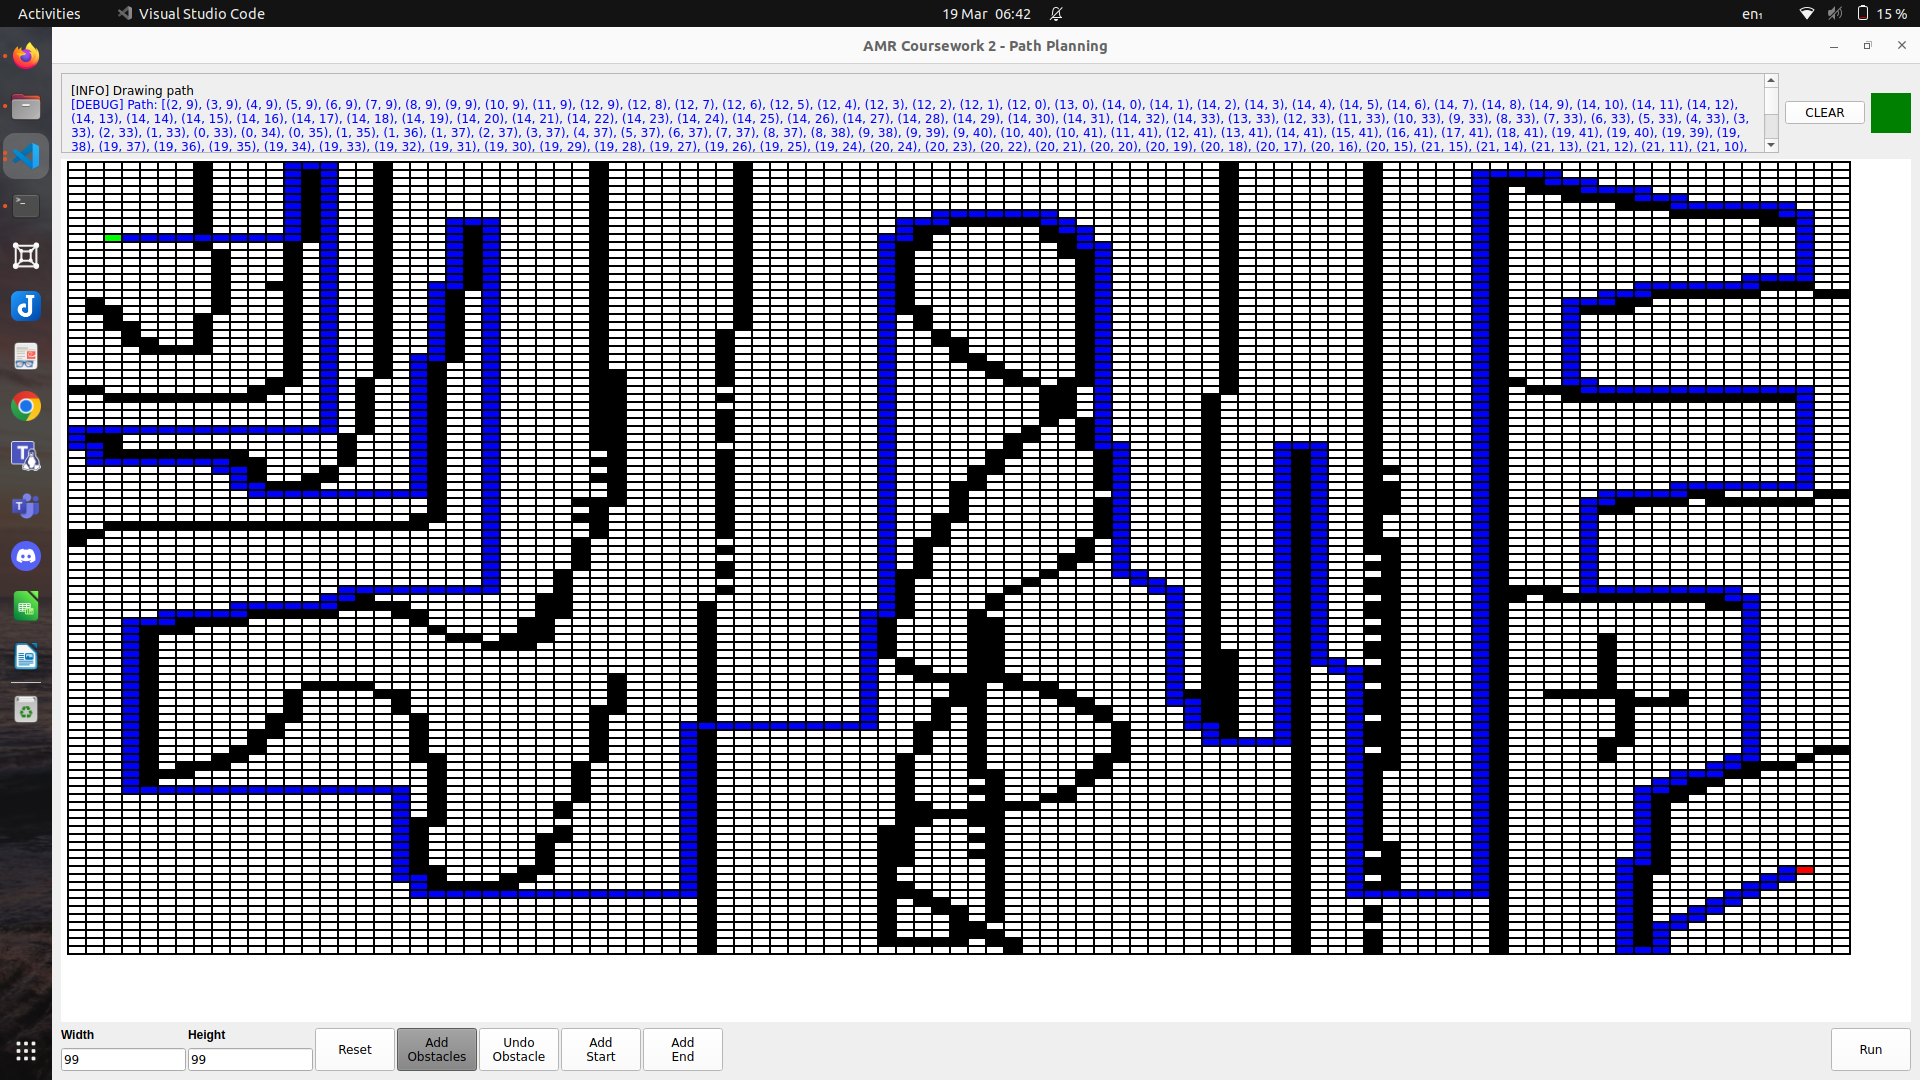 Activities Visual Studio Code 19 Mar 06:42 en₁ 15 %
AMR Coursework 2 - Path Planning
[INFO] Drawing path
[DEBUG] Path: [(2, 9), (3, 9), (4, 9), (5, 9), (6, 9), (7, 9), (8, 9), (9, 9), (10, 9), (11, 9), (12, 9), (12, 8), (12, 7), (12, 6), (12, 5), (12, 4), (12, 3), (12, 2), (12, 1), (12, 0), (13, 0), (14, 0), (14, 1), (14, 2), (14, 3), (14, 4), (14, 5), (14, 6), (14, 7), (14, 8), (14, 9), (14, 10), (14, 11), (14, 12),
(14, 13), (14, 14), (14, 15), (14, 16), (14, 17), (14, 18), (14, 19), (14, 20), (14, 21), (14, 22), (14, 23), (14, 24), (14, 25), (14, 26), (14, 27), (14, 28), (14, 29), (14, 30), (14, 31), (14, 32), (14, 33), (13, 33), (12, 33), (11, 33), (10, 33), (9, 33), (8, 33), (7, 33), (6, 33), (5, 33), (4, 33), (3,
33), (2, 33), (1, 33), (0, 33), (0, 34), (0, 35), (1, 35), (1, 36), (1, 37), (2, 37), (3, 37), (4, 37), (5, 37), (6, 37), (7, 37), (8, 37), (8, 38), (9, 38), (9, 39), (9, 40), (10, 40), (10, 41), (11, 41), (12, 41), (13, 41), (14, 41), (15, 41), (16, 41), (17, 41), (18, 41), (19, 41), (19, 40), (19, 39), (19,
38), (19, 37), (19, 36), (19, 35), (19, 34), (19, 33), (19, 32), (19, 31), (19, 30), (19, 29), (19, 28), (19, 27), (19, 26), (19, 25), (19, 24), (20, 24), (20, 23), (20, 22), (20, 21), (20, 20), (20, 19), (20, 18), (20, 17), (20, 16), (20, 15), (21, 15), (21, 14), (21, 13), (21, 12), (21, 11), (21, 10),
CLEAR
Width Height
99 99
Reset
Add
Obstacles
Undo
Obstacle
Add
Start
Add
End
Run